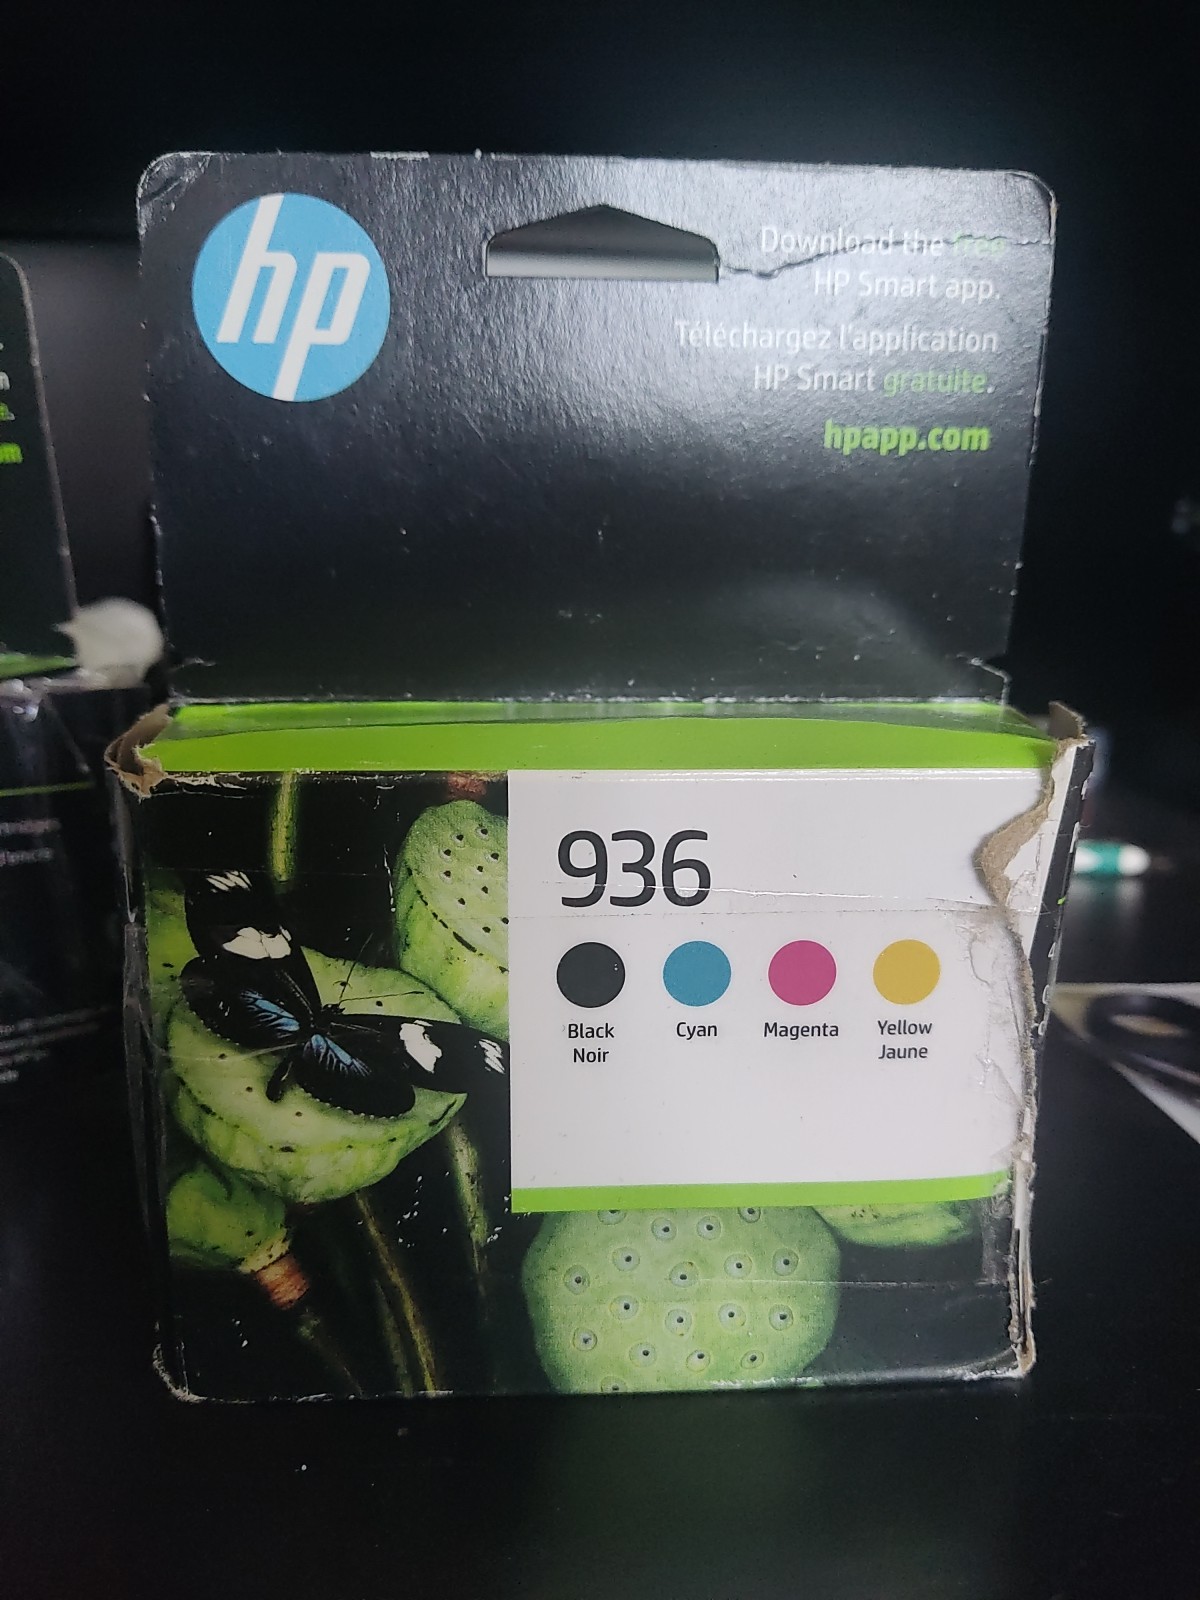 hp
Download the free
HP Smart app.
Téléchargez l'application
HP Smart gratuite.
hpapp.com
936
Black
Noir
Cyan
Magenta
Yellow
Jaune